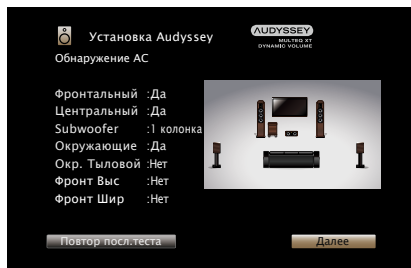 Установка Audyssey
AUDYSSEY
MULTEQ XT
DYNAMIC VOLUME
Обнаружение АС
Фронтальный :Да
Центральный :Да
Subwoofer :1 колонка
Окружающие :Да
Окр. Тыловой :Нет
Фронт Выс :Нет
Фронт Шир :Нет
Повтор посл.теста
Далее